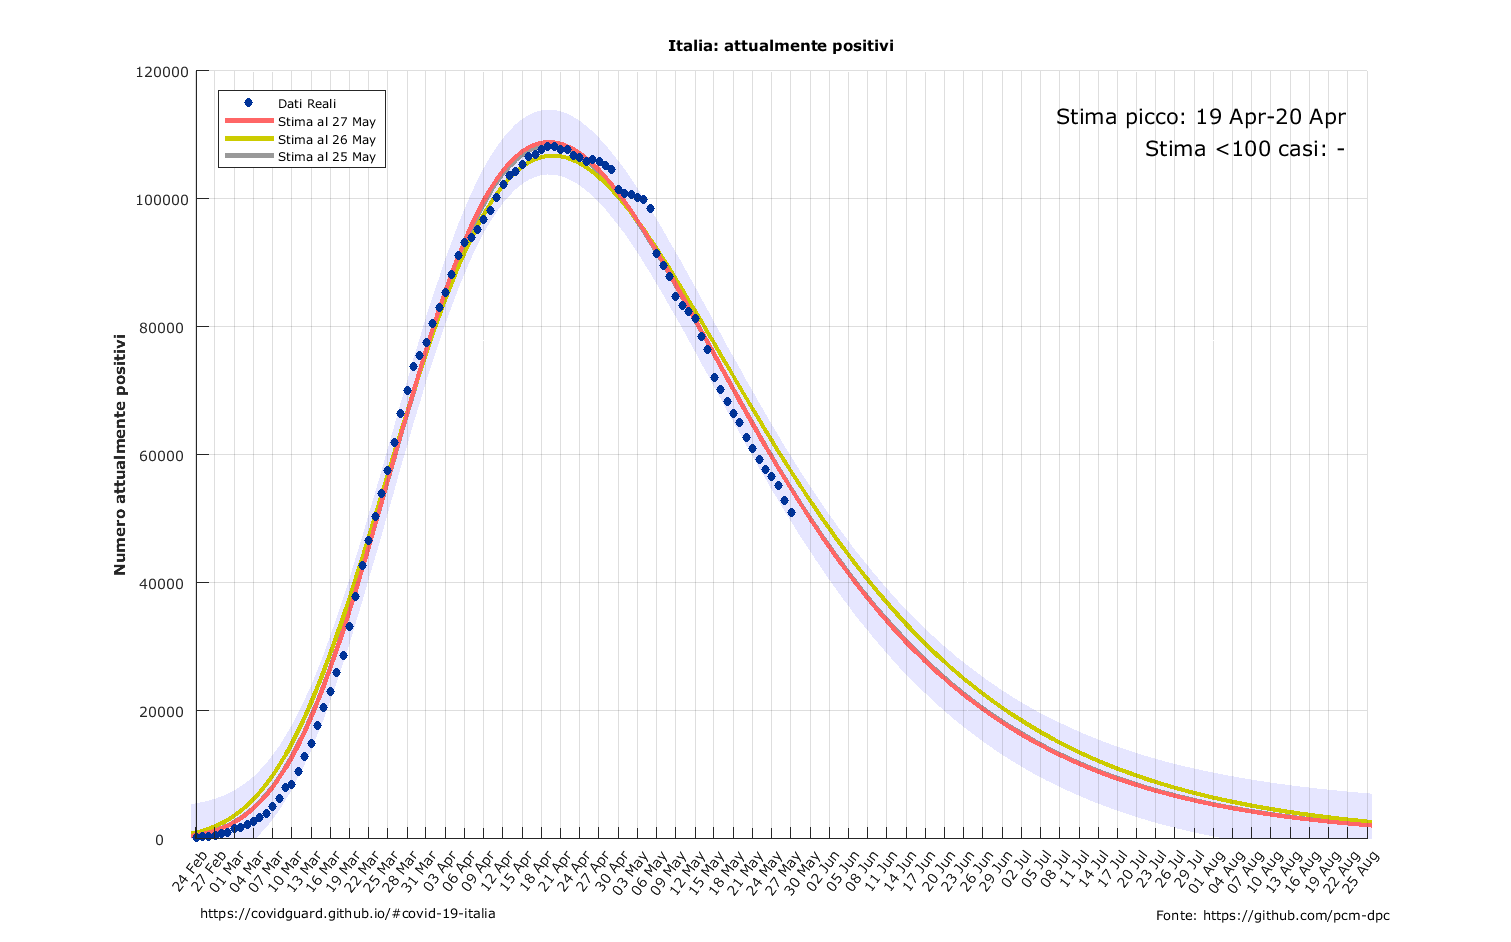 Italia: attualmente positivi
120000
100000
80000
60000
40000
20000
0
Numero attualmente positivi
Dati Reali
Stima al 27 May
Stima al 26 May
Stima al 25 May
Stima picco: 19 Apr-20 Apr
Stima <100 casi: -
24 Feb
27 Feb
01 Mar
04 Mar
07 Mar
10 Mar
13 Mar
16 Mar
19 Mar
22 Mar
25 Mar
28 Mar
31 Mar
03 Apr
06 Apr
09 Apr
12 Apr
15 Apr
18 Apr
21 Apr
24 Apr
27 Apr
30 Apr
03 May
06 May
09 May
12 May
15 May
18 May
21 May
24 May
27 May
30 May
02 Jun
05 Jun
08 Jun
11 Jun
14 Jun
17 Jun
20 Jun
23 Jun
26 Jun
29 Jun
02 Jul
05 Jul
08 Jul
11 Jul
14 Jul
17 Jul
20 Jul
23 Jul
26 Jul
29 Jul
01 Aug
04 Aug
07 Aug
10 Aug
13 Aug
16 Aug
19 Aug
22 Aug
25 Aug
https://covidguard.github.io/#covid-19-italia
Fonte: https://github.com/pcm-dpc